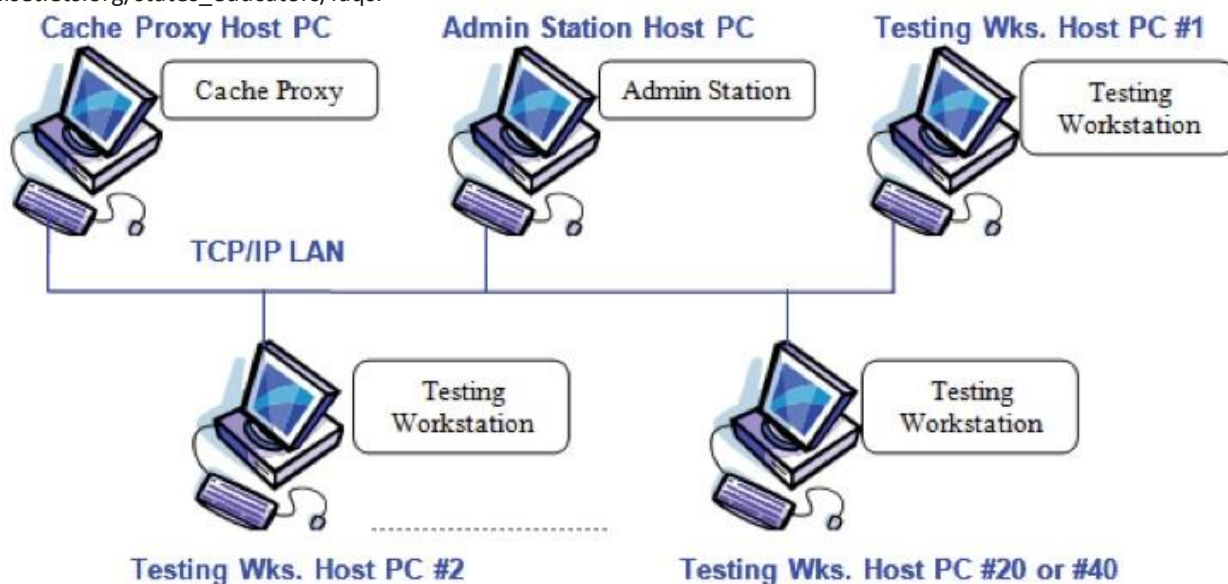 Cache Proxy Host PC
Admin Station Host PC
Testing Wks. Host PC #1
Cache Proxy
Admin Station
Testing
Workstation
TCP/IP LAN
Testing
Workstation
Testing
Workstation
Testing Wks. Host PC #2
Testing Wks. Host PC #20 or #40